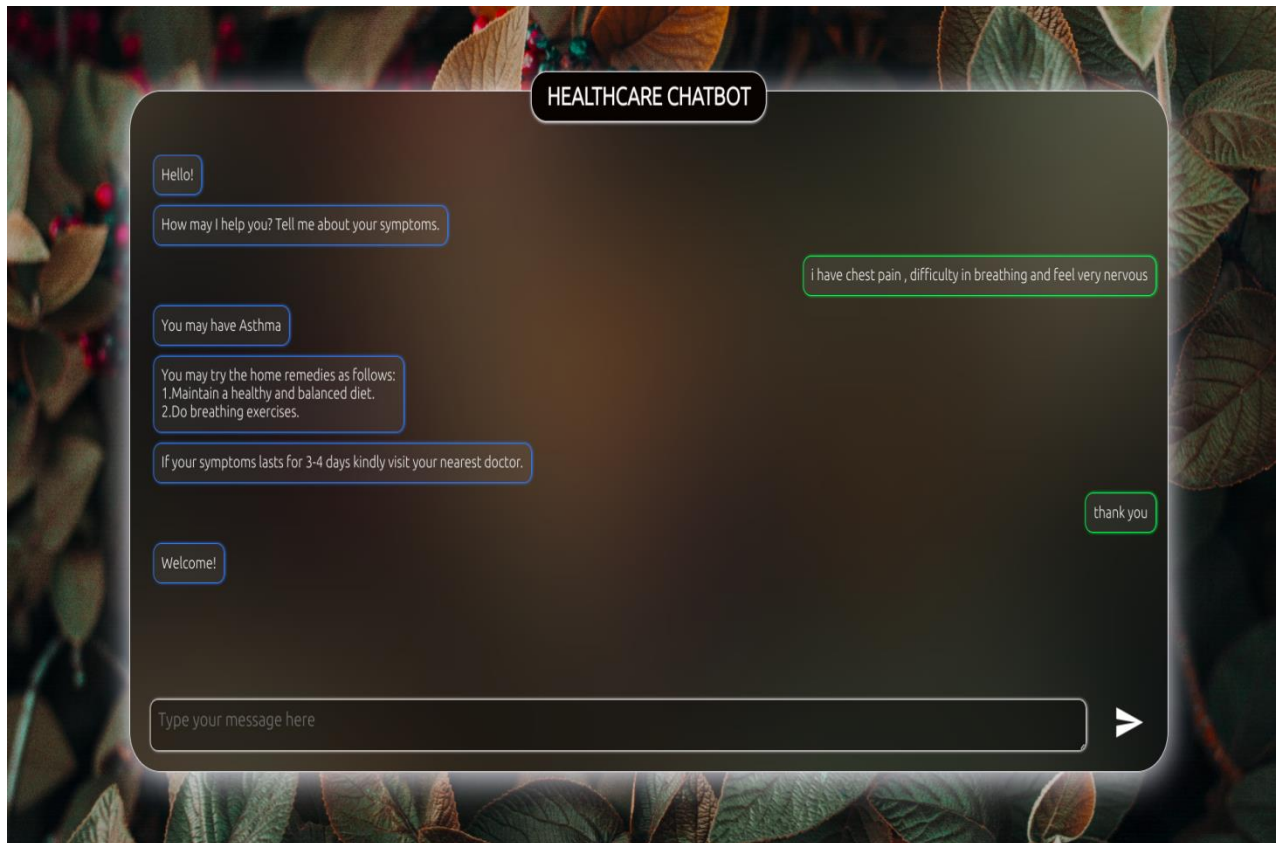 HEALTHCARE CHATBOT
Hello!
How may I help you? Tell me about your symptoms.
i have chest pain , difficulty in breathing and feel very nervous
You may have Asthma
You may try the home remedies as follows:
1.Maintain a healthy and balanced diet.
2.Do breathing exercises.
If your symptoms lasts for 3-4 days kindly visit your nearest doctor.
thank you
Welcome!
Type your message here